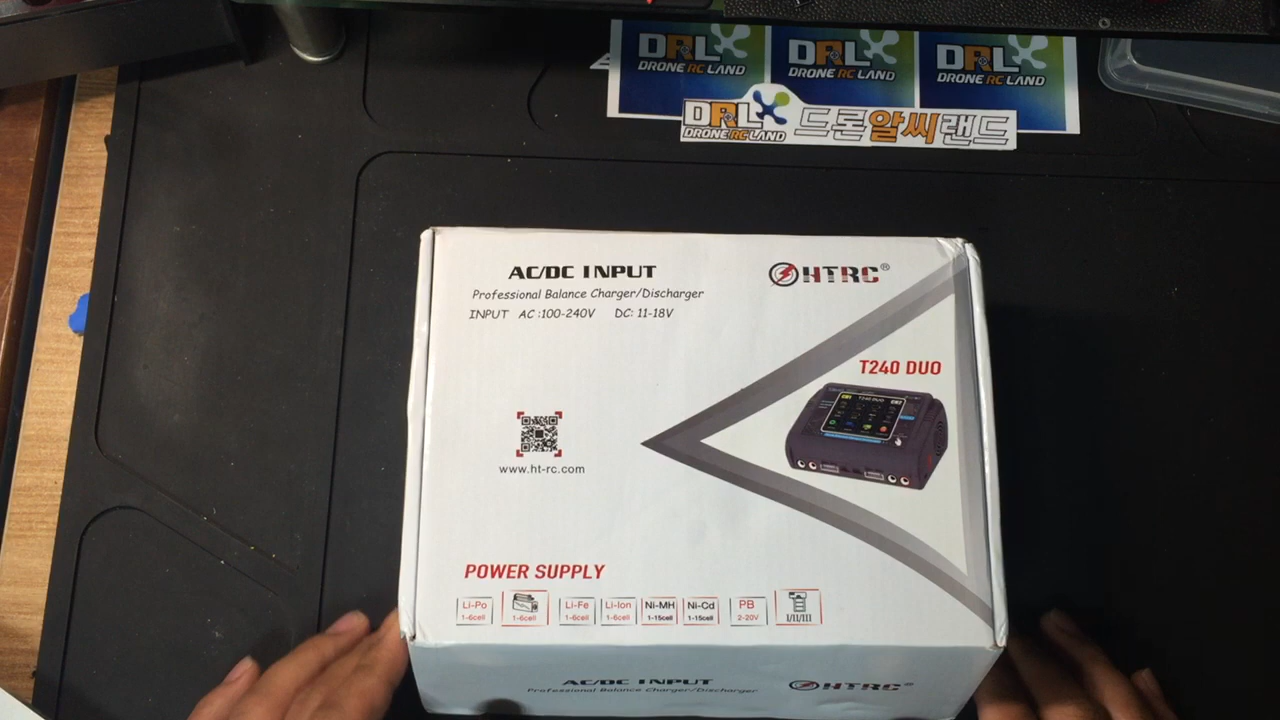 DRL
DRONE RC LAND
DRL
DRONE RC LAND
DRL
DRONE RC LAND
DRL
DRONE RC LAND
드론알씨랜드
AC/DC INPUT
HTRC®
Professional Balance Charger/Discharger
INPUT AC :100-240V DC: 11-18V
T240 DUO
T240 DUO
www.ht-rc.com
POWER SUPPLY
Li-Po
1-6cell
1-6cell
Li-Fe
1-6cell
Li-Ion
1-6cell
Ni-MH
1-15cell
Ni-Cd
1-15cell
PB
2-20V
I/II/III
AC/DC INPUT
Professional Balance Charger/Discharger
HTRC®